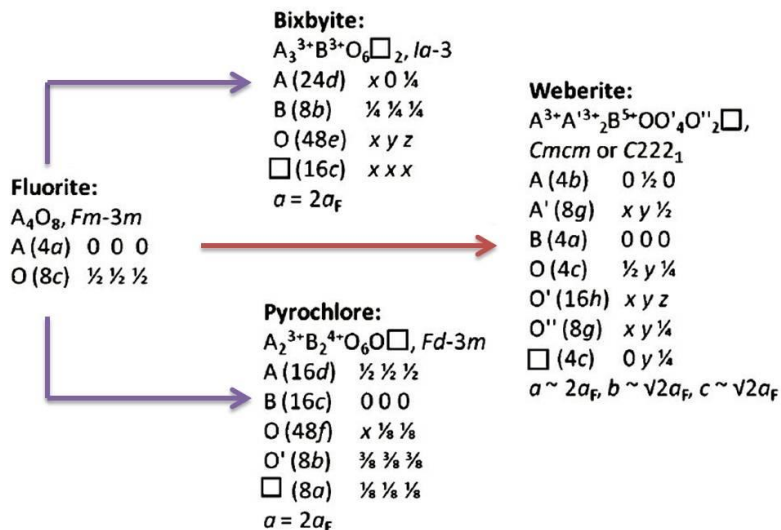 Fluorite:
A₄O₈, Fm-3m
A (4a) 0 0 0
O (8c) ½ ½ ½
Bixbyite:
A₃³⁺B³⁺O₆□₂, Ia-3
A (24d) x 0 ¼
B (8b) ¼ ¼ ¼
O (48e) x y z
□ (16c) x x x
a = 2a_F
Pyrochlore:
A₂³⁺B₂⁴⁺O₆O□, Fd-3m
A (16d) ½ ½ ½
B (16c) 0 0 0
O (48f) x ⅛ ⅛
O' (8b) ⅜ ⅜ ⅜
□ (8a) ⅛ ⅛ ⅛
a = 2a_F
Weberite:
A³⁺A'³⁺₂B⁵⁺OO'₄O''₂□,
Cmcm or C222₁
A (4b) 0 ½ 0
A' (8g) x y ½
B (4a) 0 0 0
O (4c) ½ y ¼
O' (16h) x y z
O'' (8g) x y ¼
□ (4c) 0 y ¼
a ~ 2a_F, b ~ √2a_F, c ~ √2a_F